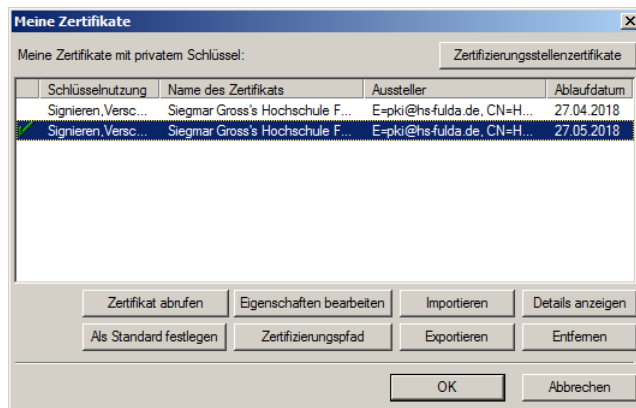 Meine Zertifikate
Meine Zertifikate mit privatem Schlüssel:
Zertifizierungsstellenzertifikate
Schlüsselnutzung Name des Zertifikats Aussteller Ablaufdatum
Signieren,Versc... Siegmar Gross's Hochschule F... E=pki@hs-fulda.de, CN=H... 27.04.2018
Signieren,Versc... Siegmar Gross's Hochschule F... E=pki@hs-fulda.de, CN=H... 27.05.2018
Zertifikat abrufen Eigenschaften bearbeiten Importieren Details anzeigen
Als Standard festlegen Zertifizierungspfad Exportieren Entfernen
OK Abbrechen